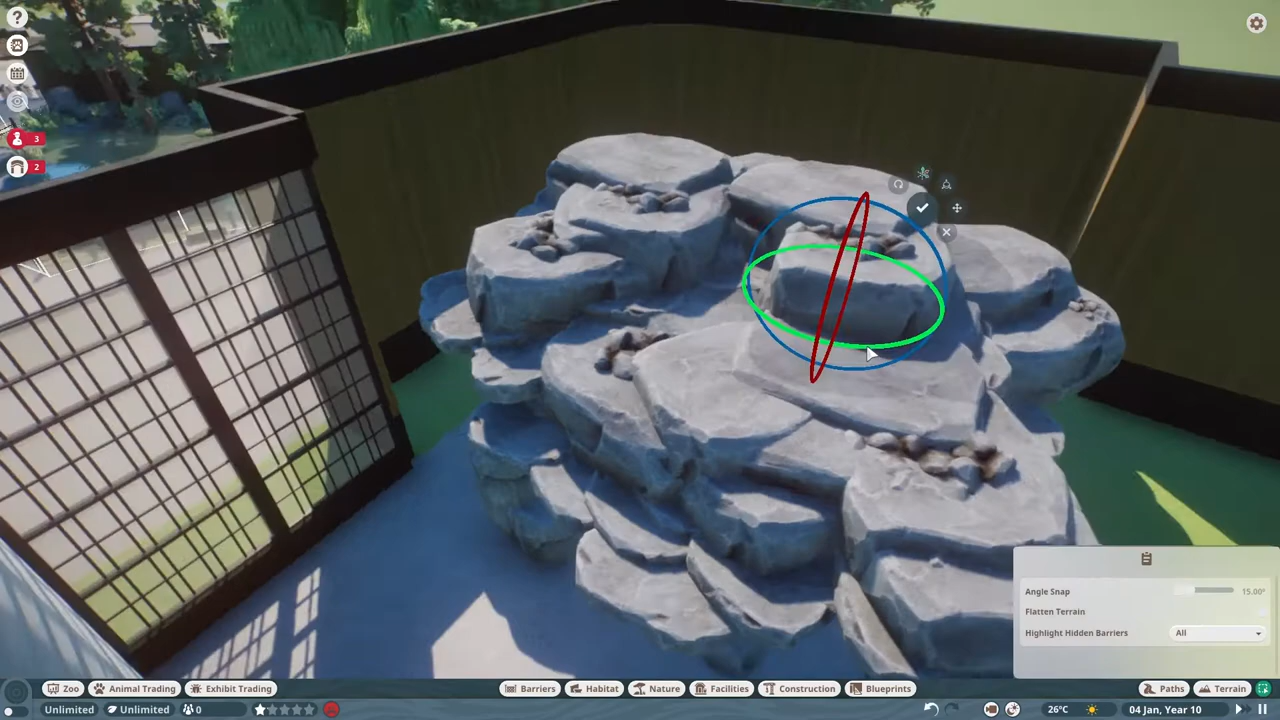 ?
3
2
Angle Snap 15.00°
Flatten Terrain
Highlight Hidden Barriers All
Zoo Animal Trading Exhibit Trading Barriers Habitat Nature Facilities Construction Blueprints Paths Terrain
Unlimited Unlimited 0 26°C 04 Jan, Year 10